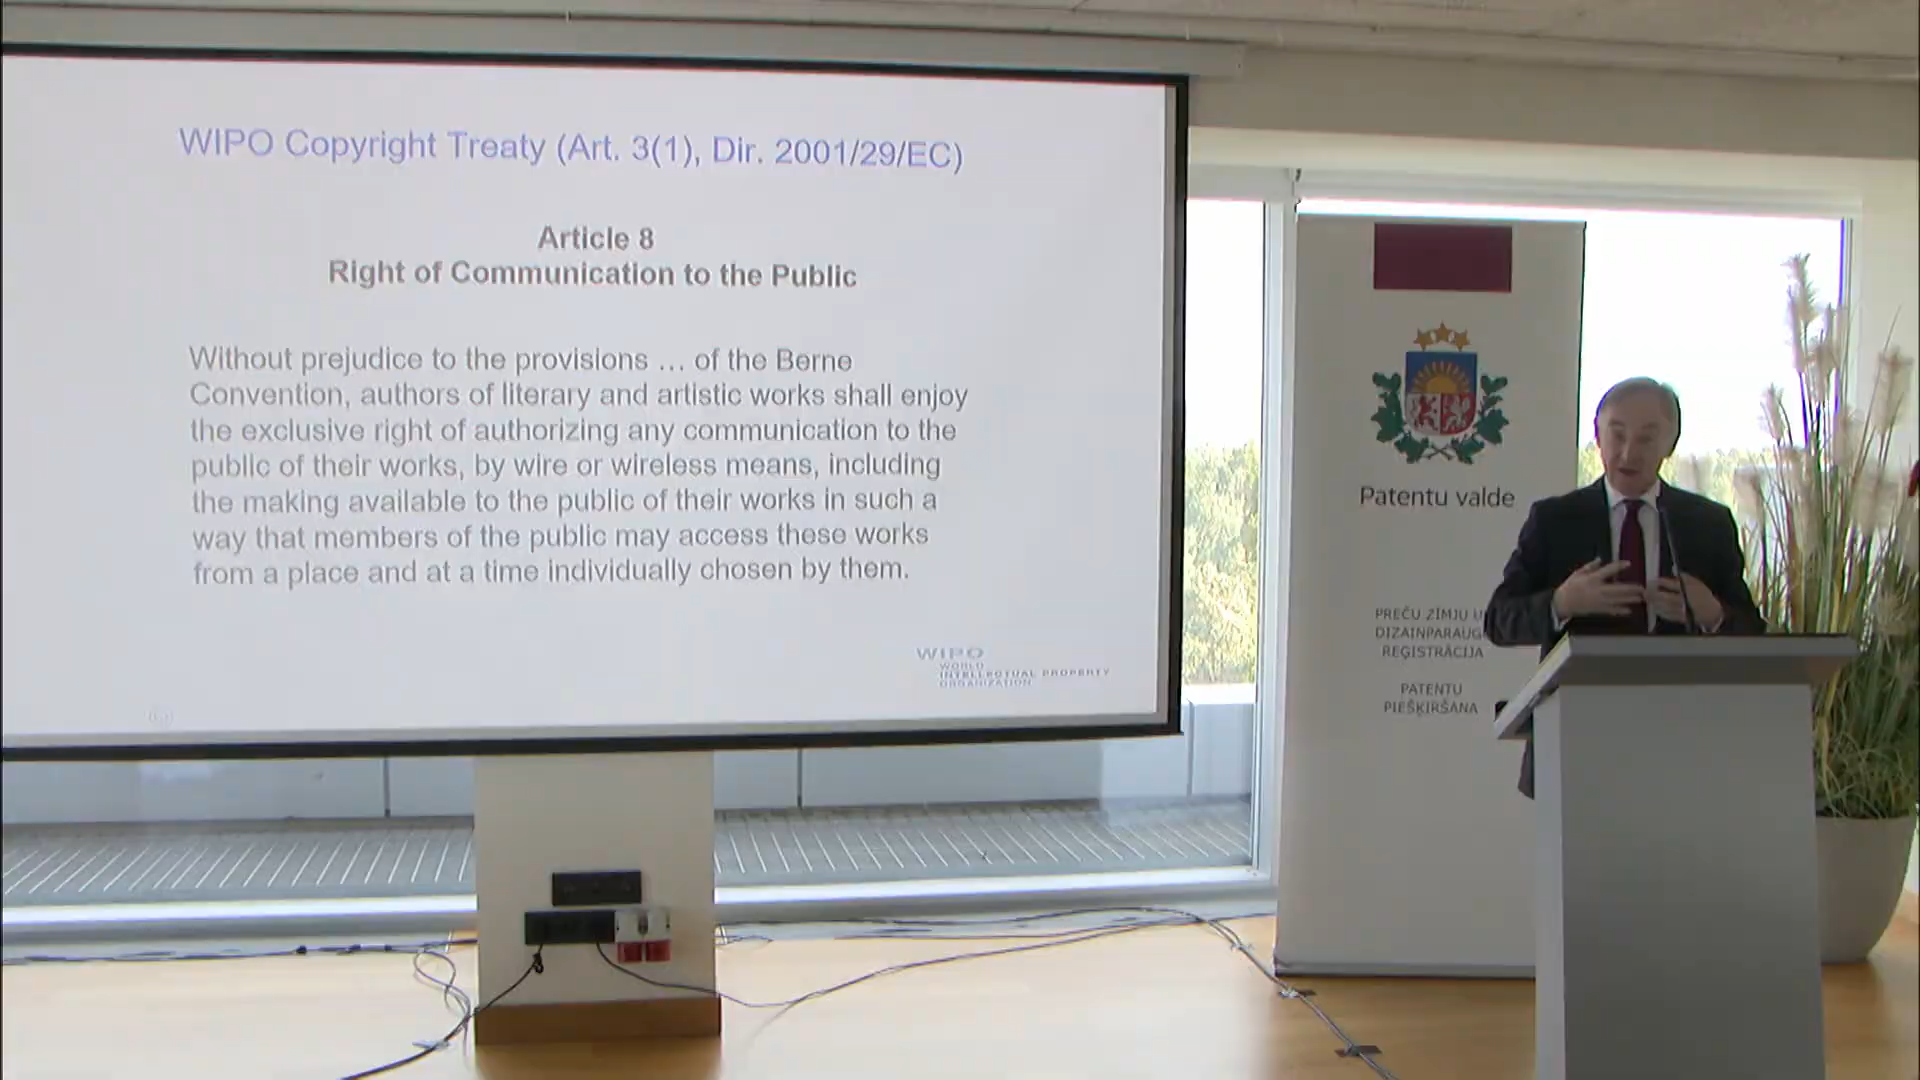 WIPO Copyright Treaty (Art. 3(1), Dir. 2001/29/EC)
Article 8
Right of Communication to the Public
Without prejudice to the provisions … of the Berne
Convention, authors of literary and artistic works shall enjoy
the exclusive right of authorizing any communication to the
public of their works, by wire or wireless means, including
the making available to the public of their works in such a
way that members of the public may access these works
from a place and at a time individually chosen by them.
WIPO
WORLD
INTELLECTUAL PROPERTY
ORGANIZATION
Patentu valde
PREČU ZĪMJU
DIZAINPARAUG
REĢISTRĀCIJA
PATENTU
PIEŠĶIRŠANA